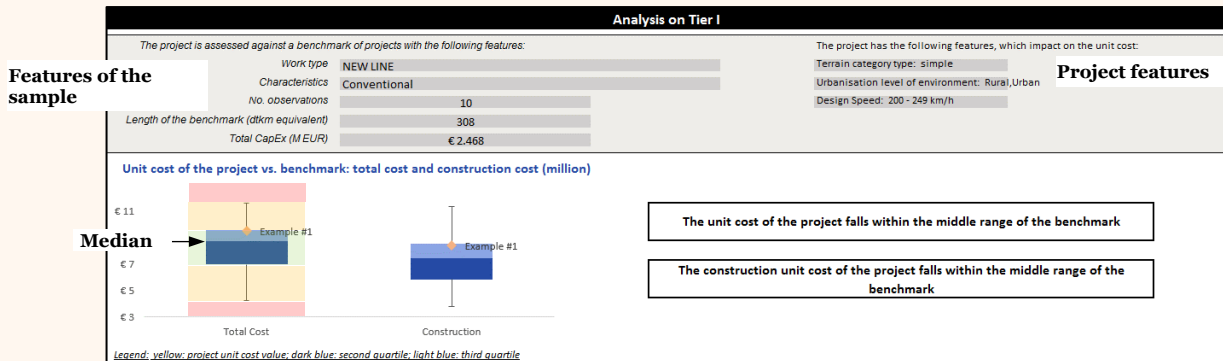 Analysis on Tier I
The project is assessed against a benchmark of projects with the following features:
The project has the following features, which impact on the unit cost:
Features of the sample
Work type NEW LINE
Characteristics Conventional
No. observations 10
Length of the benchmark (dtkm equivalent) 308
Total CapEx (M EUR) € 2.468
Terrain category type: simple
Urbanisation level of environment: Rural,Urban
Design Speed: 200 - 249 km/h
Project features
Unit cost of the project vs. benchmark: total cost and construction cost (million)
€ 11
Median
€ 7
€ 5
€ 3
Example #1
Example #1
Total Cost
Construction
The unit cost of the project falls within the middle range of the benchmark
The construction unit cost of the project falls within the middle range of the
benchmark
Legend: yellow: project unit cost value; dark blue: second quartile; light blue: third quartile